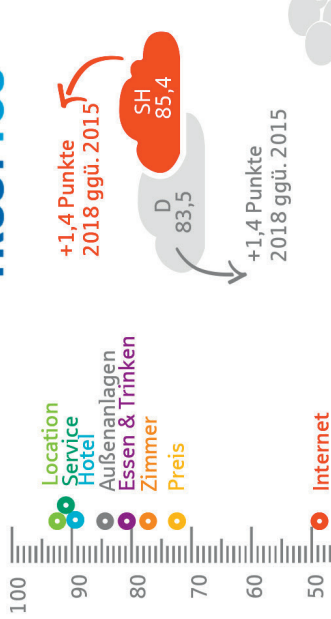 +1,4 Punkte
2018 ggü. 2015
SH
85,4
D
83,5
+1,4 Punkte
2018 ggü. 2015
Location
Service
Hotel
Außenanlagen
Essen & Trinken
Zimmer
Preis
Internet
100
90
80
70
60
50